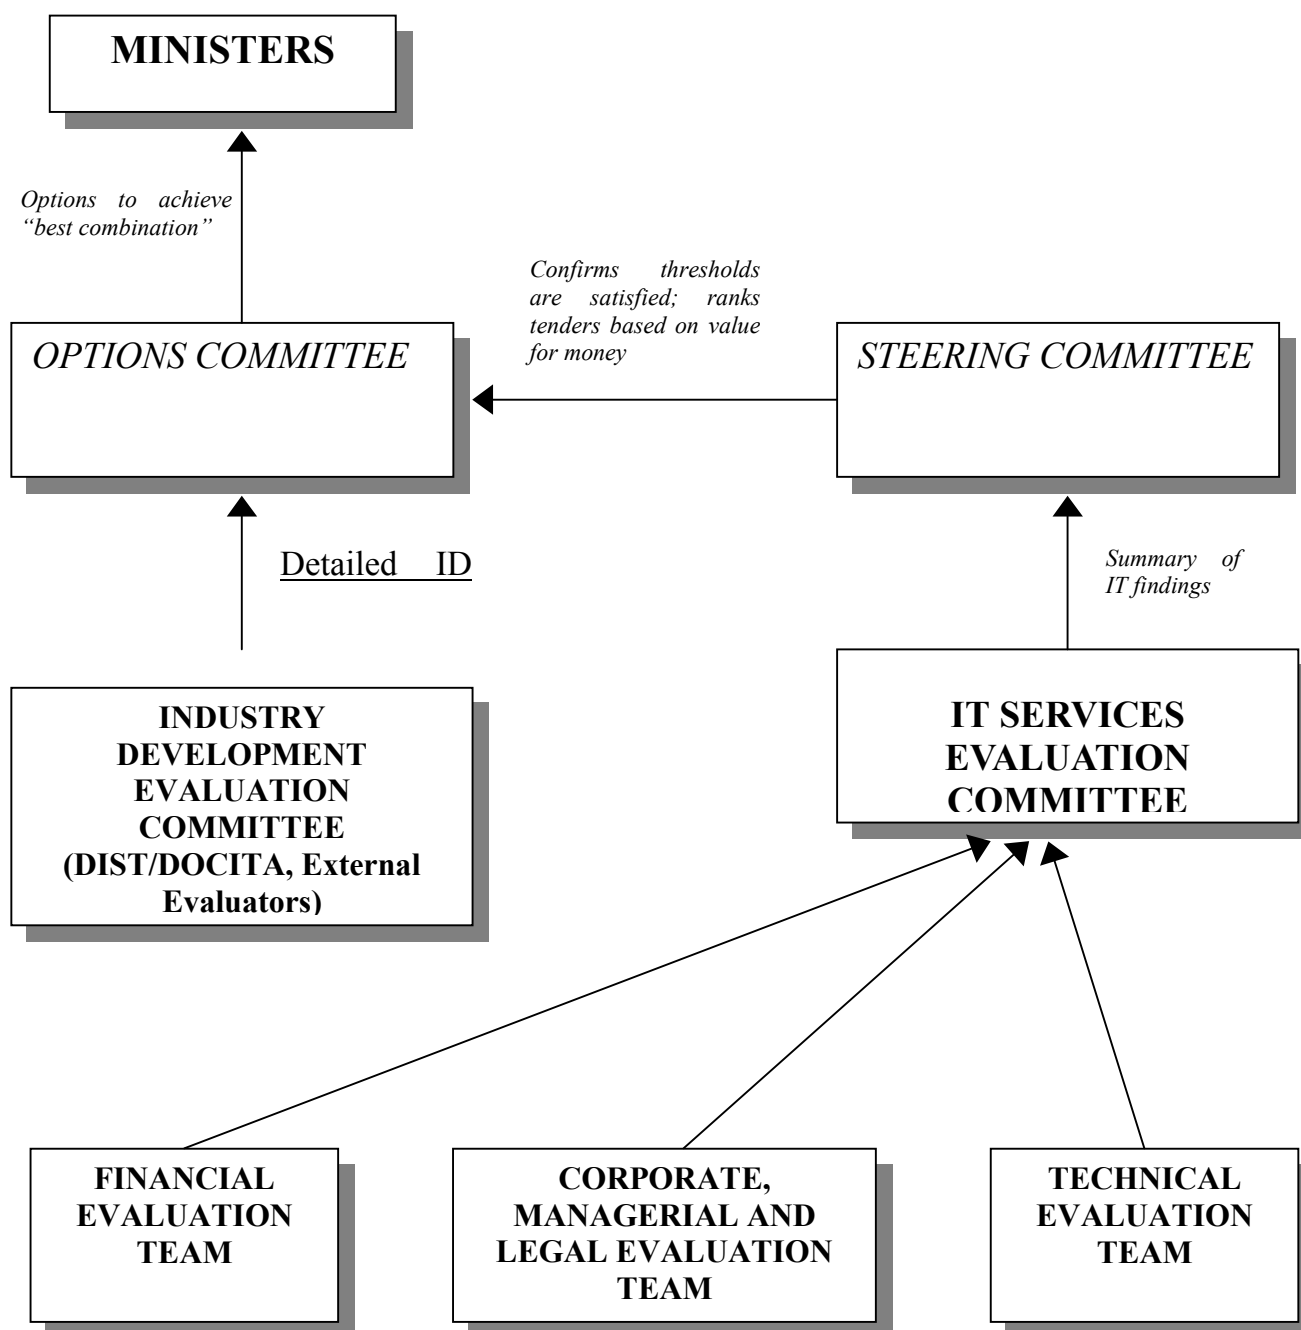 MINISTERS
Options to achieve
“best combination”
Confirms thresholds
are satisfied; ranks
tenders based on value
for money
OPTIONS COMMITTEE
STEERING COMMITTEE
Detailed ID
Summary of
IT findings
INDUSTRY
DEVELOPMENT
EVALUATION
COMMITTEE
(DIST/DOCITA, External
Evaluators)
IT SERVICES
EVALUATION
COMMITTEE
FINANCIAL
EVALUATION
TEAM
CORPORATE,
MANAGERIAL AND
LEGAL EVALUATION
TEAM
TECHNICAL
EVALUATION
TEAM